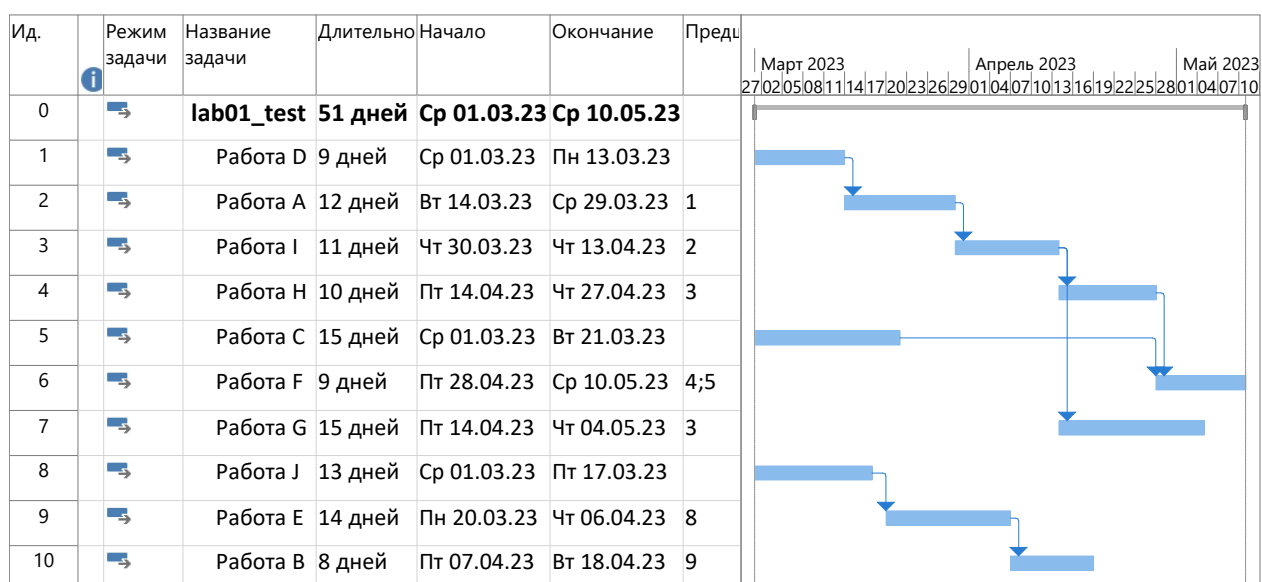 Ид. Режим задачи Название задачи Длительно Начало Окончание Предц
Март 2023 Апрель 2023 Май 2023
27 02 05 08 11 14 17 20 23 26 29 01 04 07 10 13 16 19 22 25 28 01 04 07 10
0 lab01_test 51 дней Ср 01.03.23 Ср 10.05.23
1 Работа D 9 дней Ср 01.03.23 Пн 13.03.23
2 Работа A 12 дней Вт 14.03.23 Ср 29.03.23 1
3 Работа I 11 дней Чт 30.03.23 Чт 13.04.23 2
4 Работа H 10 дней Пт 14.04.23 Чт 27.04.23 3
5 Работа C 15 дней Ср 01.03.23 Вт 21.03.23
6 Работа F 9 дней Пт 28.04.23 Ср 10.05.23 4;5
7 Работа G 15 дней Пт 14.04.23 Чт 04.05.23 3
8 Работа J 13 дней Ср 01.03.23 Пт 17.03.23
9 Работа E 14 дней Пн 20.03.23 Чт 06.04.23 8
10 Работа B 8 дней Пт 07.04.23 Вт 18.04.23 9